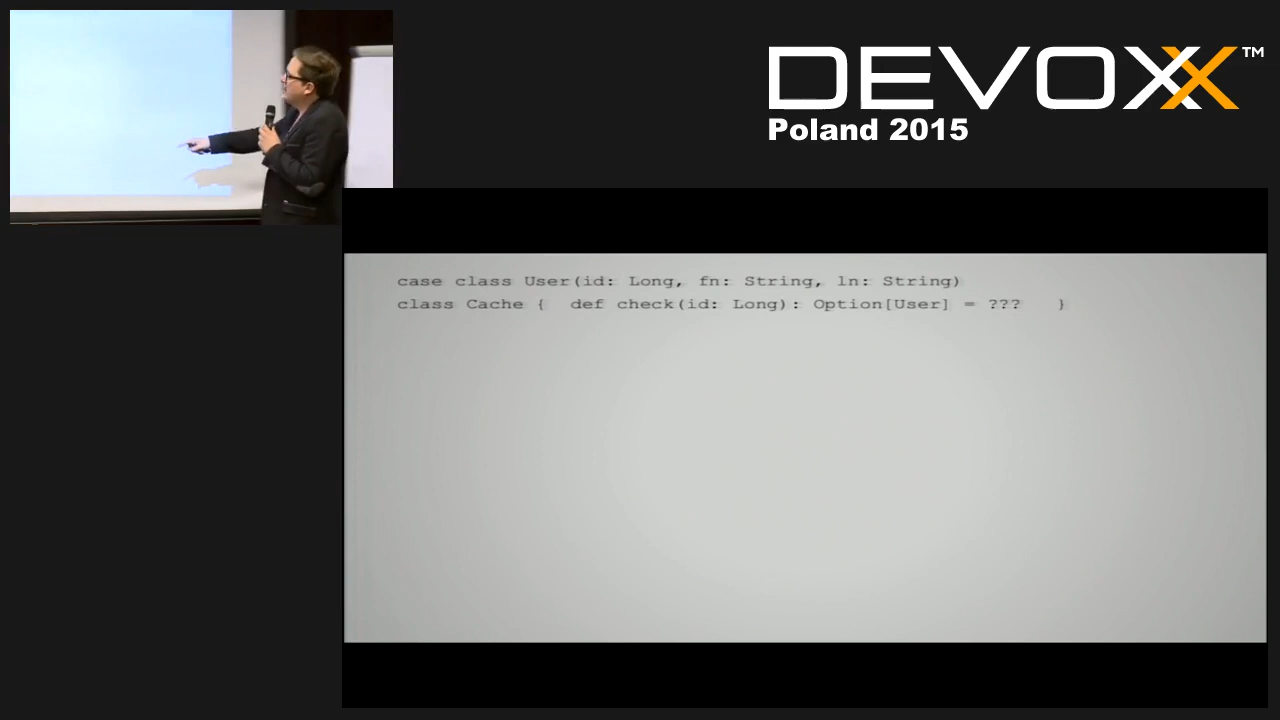 DEVOXX™
Poland 2015
case class User(id: Long, fn: String, ln: String)
class Cache {  def check(id: Long): Option[User] = ???   }